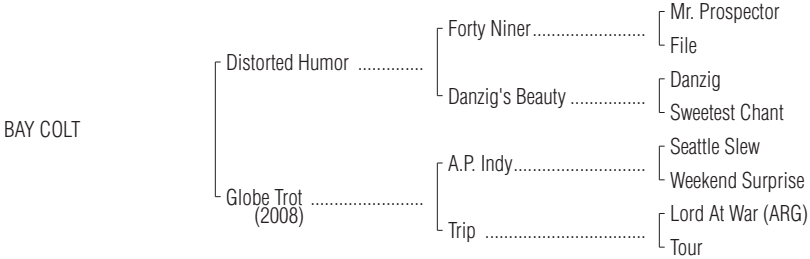 Mr. Prospector
Forty Niner..........................
File
Distorted Humor ...............
Danzig
Danzig's Beauty .................
Sweetest Chant
BAY COLT
Seattle Slew
A.P. Indy..............................
Weekend Surprise
Globe Trot ..........................
(2008)
Lord At War (ARG)
Trip .....................................
Tour